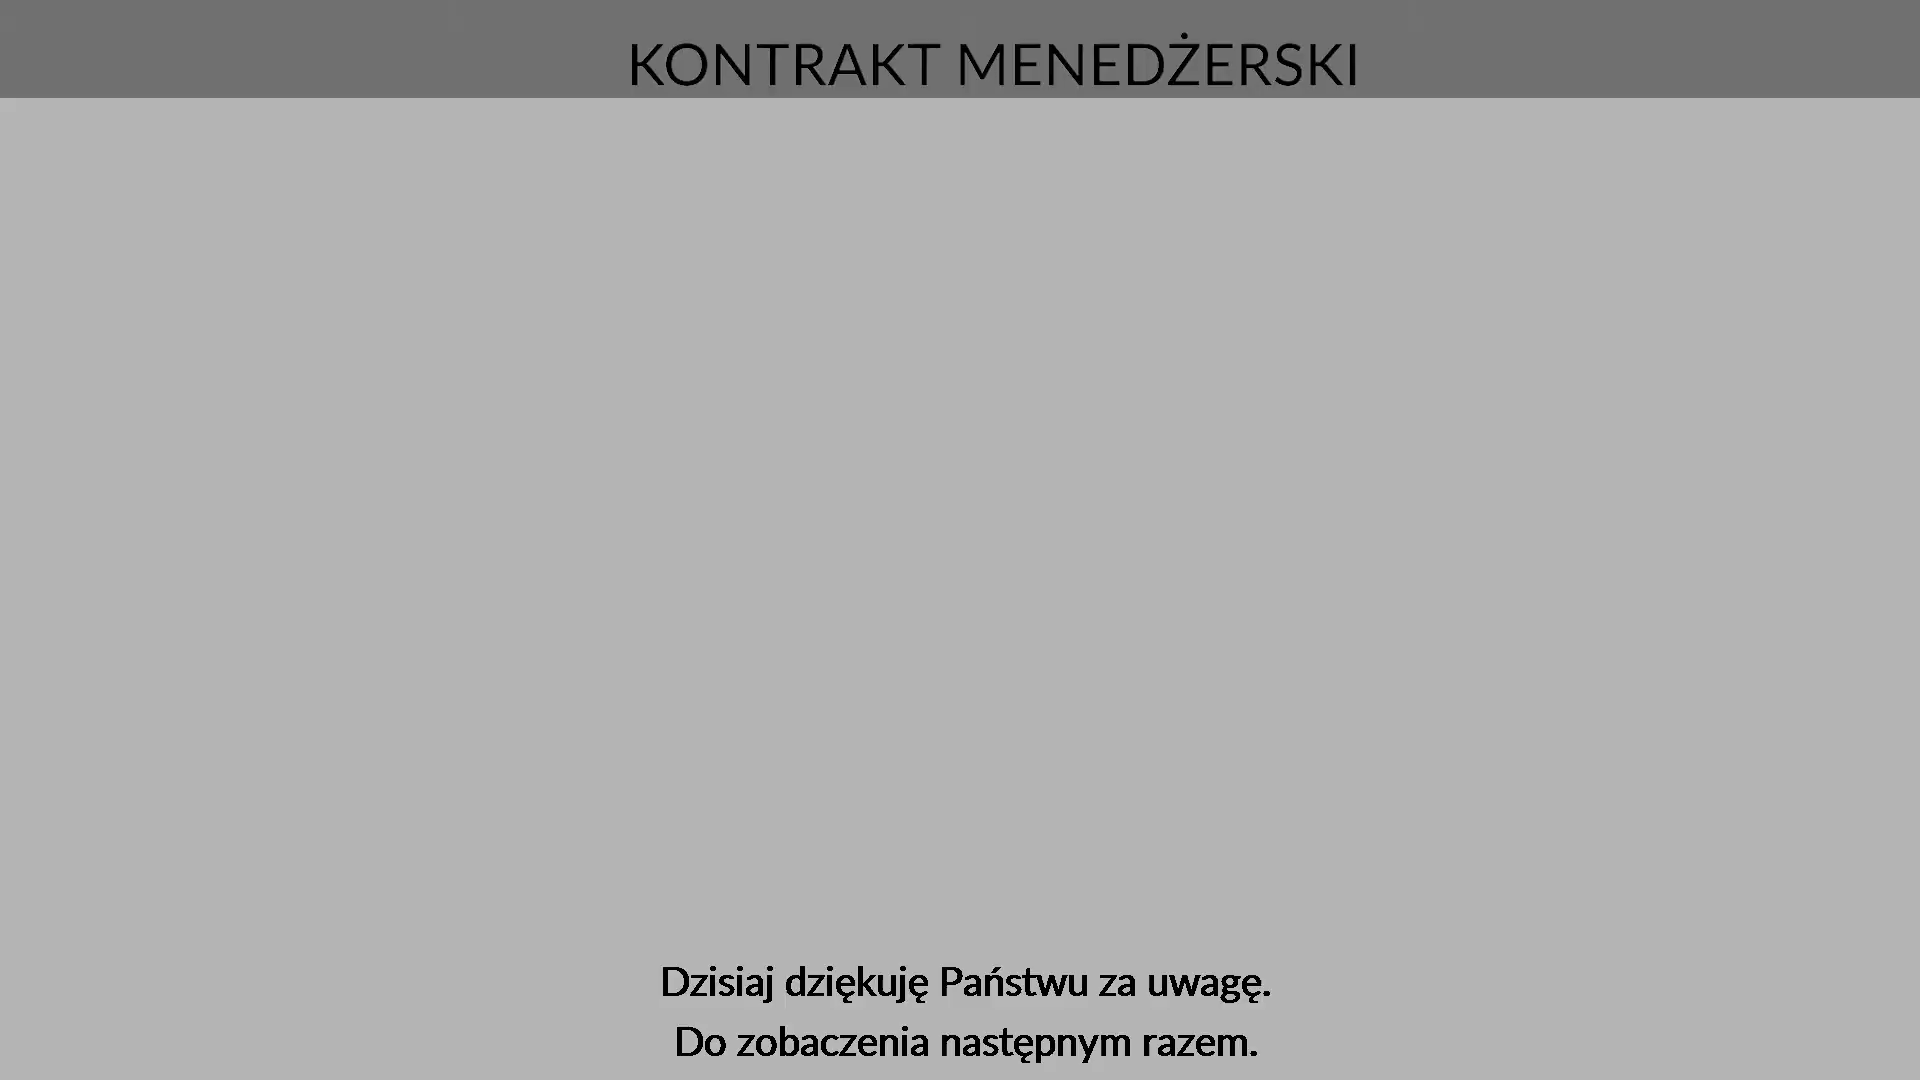 KONTRAKT MENEDŻERSKI
Dzisiaj dziękuję Państwu za uwagę.
Do zobaczenia następnym razem.